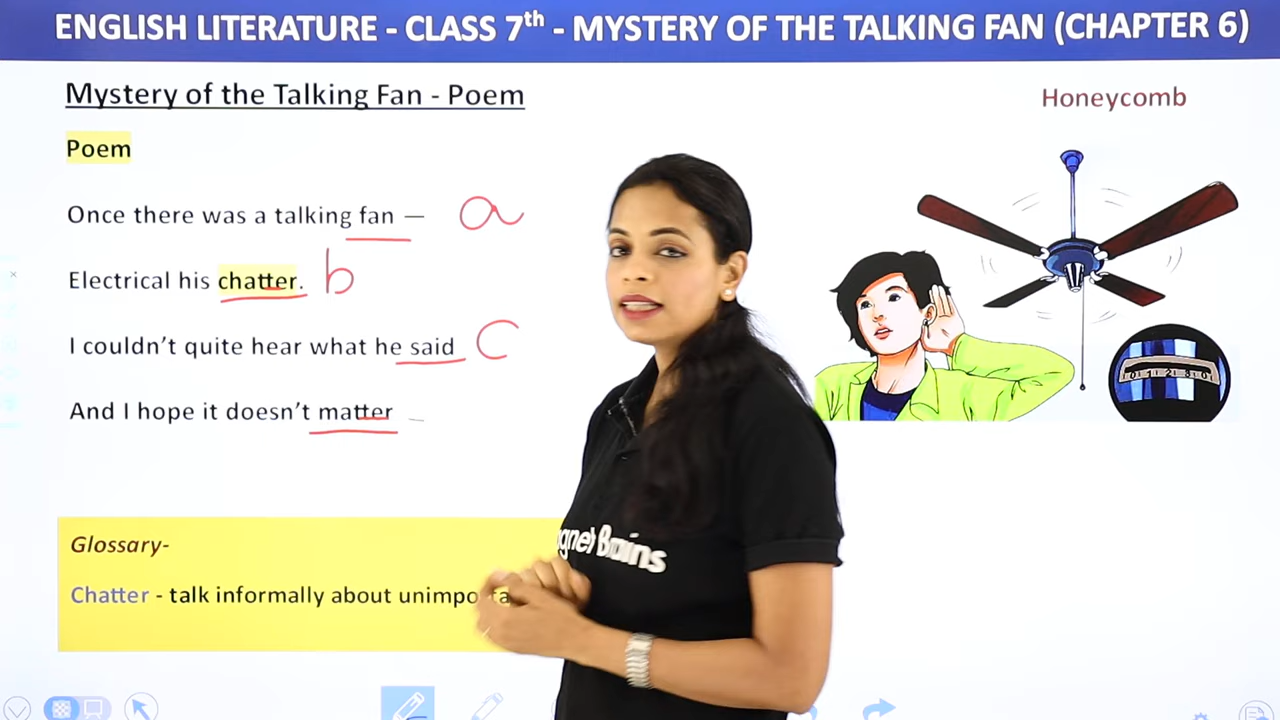 ENGLISH LITERATURE - CLASS 7th - MYSTERY OF THE TALKING FAN (CHAPTER 6)
Mystery of the Talking Fan - Poem
Honeycomb
Poem
Once there was a talking fan — a
Electrical his chatter. b
I couldn't quite hear what he said c
And I hope it doesn't matter
Glossary-
Chatter - talk informally about
Brains